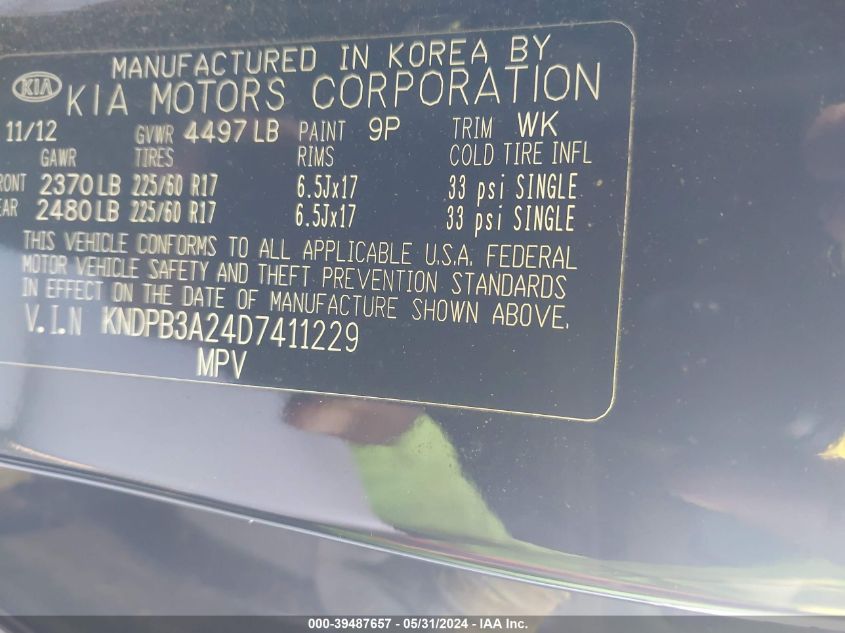 MANUFACTURED IN KOREA BY
KIA KIA MOTORS CORPORATION
11/12 GVWR 4497 LB PAINT 9P TRIM WK
GAWR TIRES RIMS COLD TIRE INFL
RONT 2370 LB 225/60 R17 6.5Jx17 33 psi SINGLE
EAR 2480 LB 225/60 R17 6.5Jx17 33 psi SINGLE
THIS VEHICLE CONFORMS TO ALL APPLICABLE U.S.A. FEDERAL
MOTOR VEHICLE SAFETY AND THEFT PREVENTION STANDARDS
IN EFFECT ON THE DATE OF MANUFACTURE SHOWN ABOVE.
V.I.N KNDPB3A24D7411229
MPV
000-39487657 - 05/31/2024 - IAA Inc.